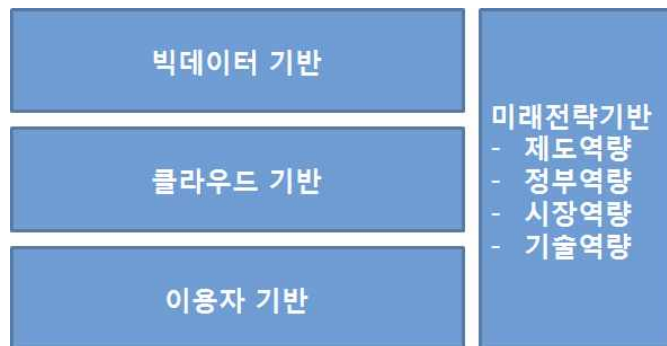 빅데이터 기반
클라우드 기반
이용자 기반
미래전략기반
- 제도역량
- 정부역량
- 시장역량
- 기술역량